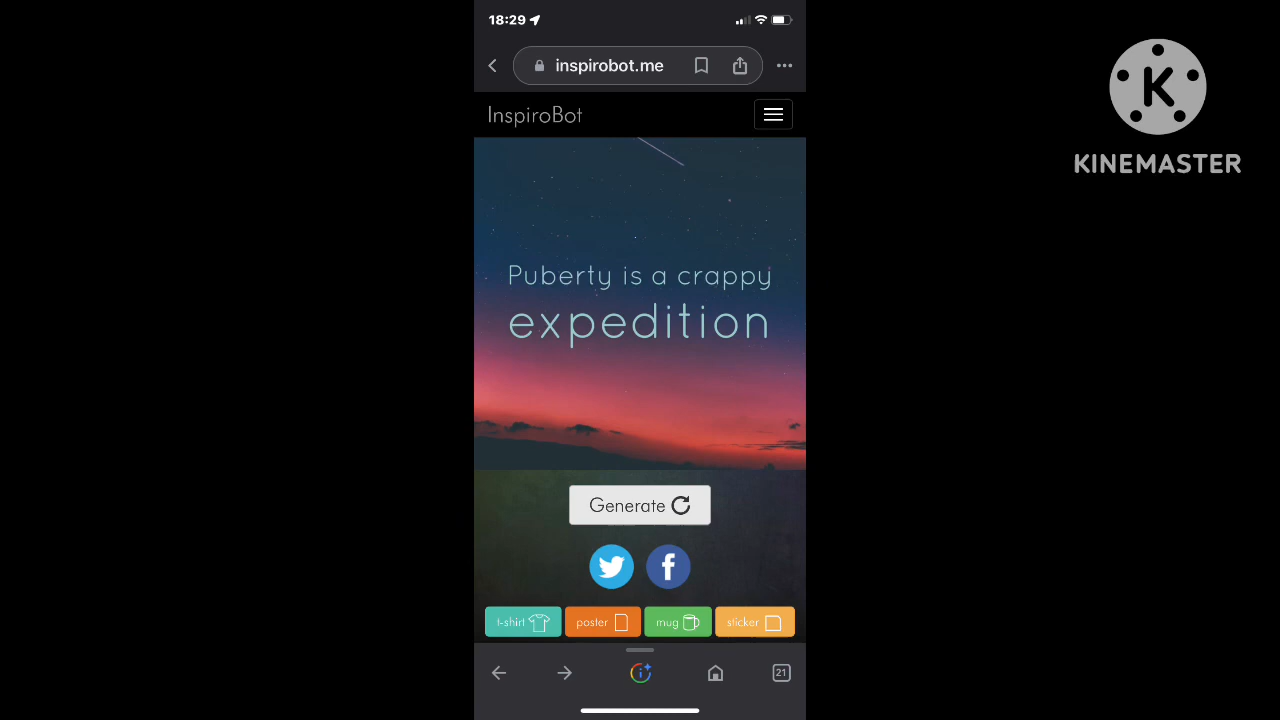 18:29
inspirobot.me
InspiroBot
Puberty is a crappy
expedition
Generate
t-shirt
poster
mug
sticker
21
K
KINEMASTER